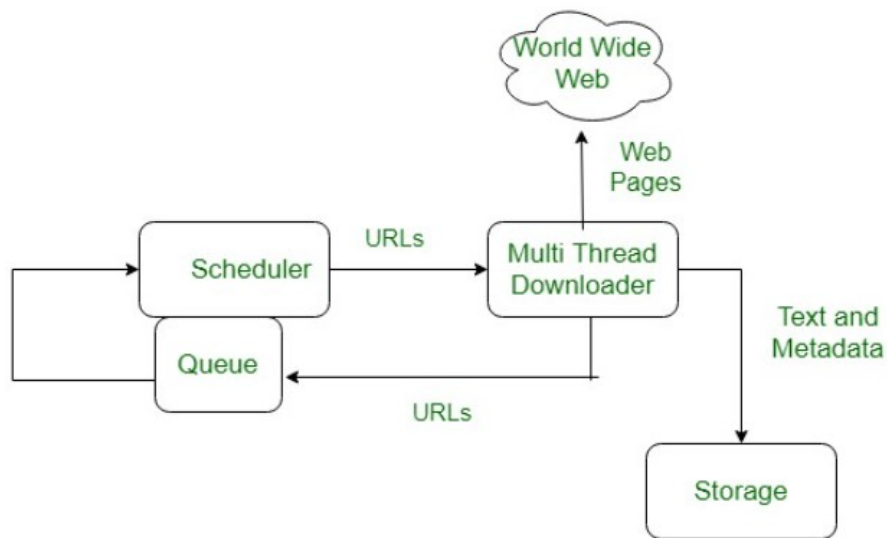 World Wide
Web
Web
Pages
URLs
Scheduler
Multi Thread
Downloader
Text and
Metadata
Queue
URLs
Storage